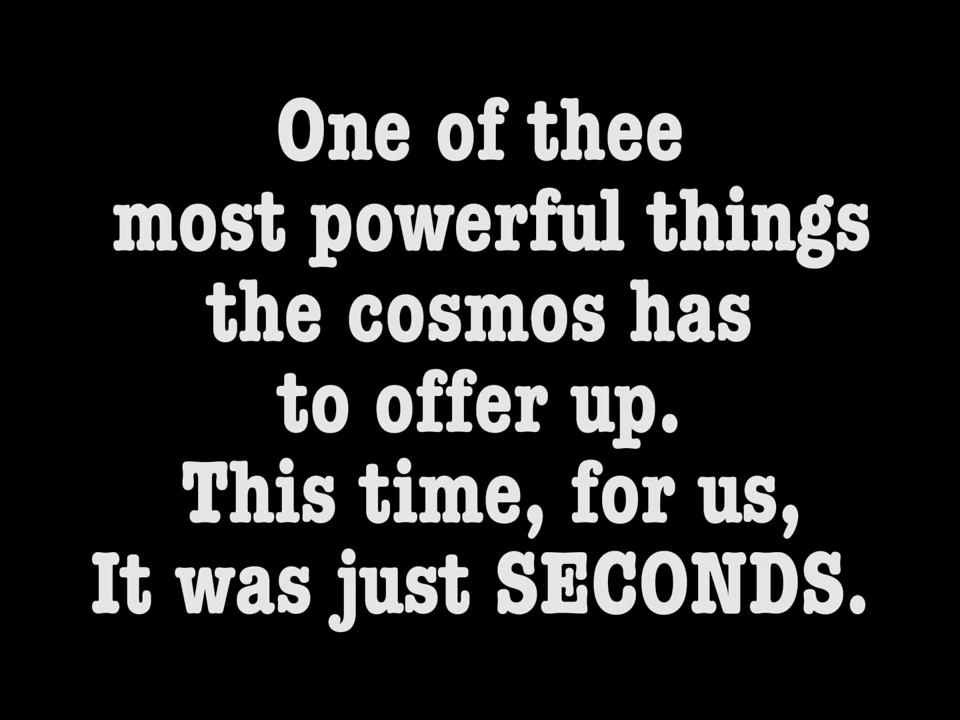 One of thee
most powerful things
the cosmos has
to offer up.
This time, for us,
It was just SECONDS.